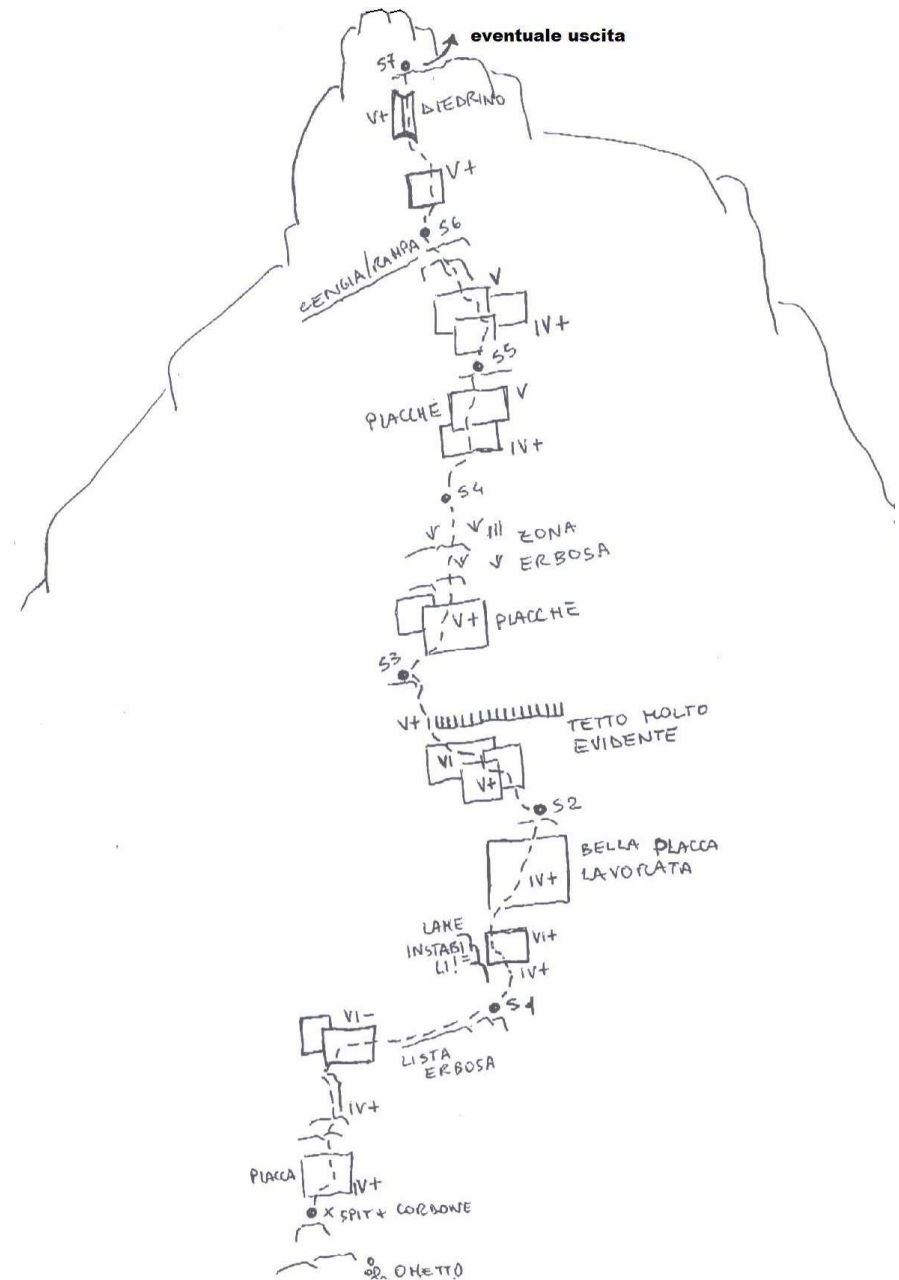 eventuale uscita
S7
V+ DIEDRINO
V+
S6
CENGIA/RAMPA
V
IV+
S5
PLACCHE V
IV+
S4
III ZONA
ERBOSA
V+ PLACCHE
S3
V+
TETTO MOLTO
EVIDENTE
VI
V+
S2
BELLA PLACCA
LAVORATA
IV+
LAME
INSTABI
LI!
VI+
IV+
S1
VI-
LISTA
ERBOSA
IV+
PLACCA
IV+
x SPIT + CORDONE
OMETTO